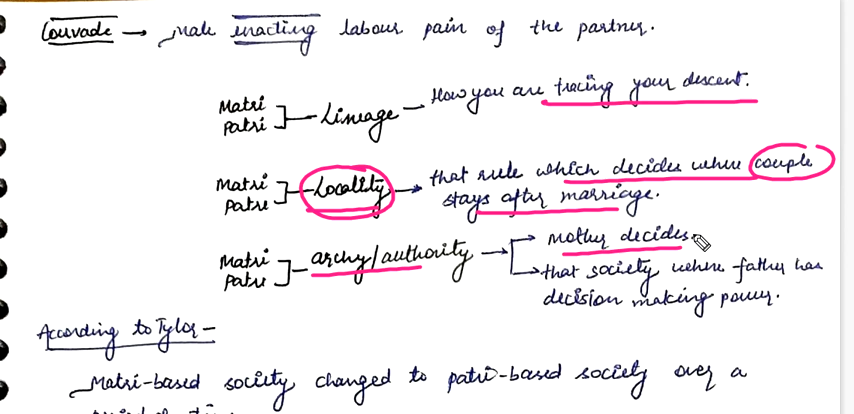 Couvade → Male enacting labour pain of the partner.
Matri
Patri ]— Lineage — How you are tracing your descent.
Matri
Patri ]— Locality → that rule which decides where couple
stays after marriage.
Matri
Patri ]— archy/authority → mother decides.
→ that society where father has
decision making power.
According to Tylor –
Matri-based society changed to patri-based society over a